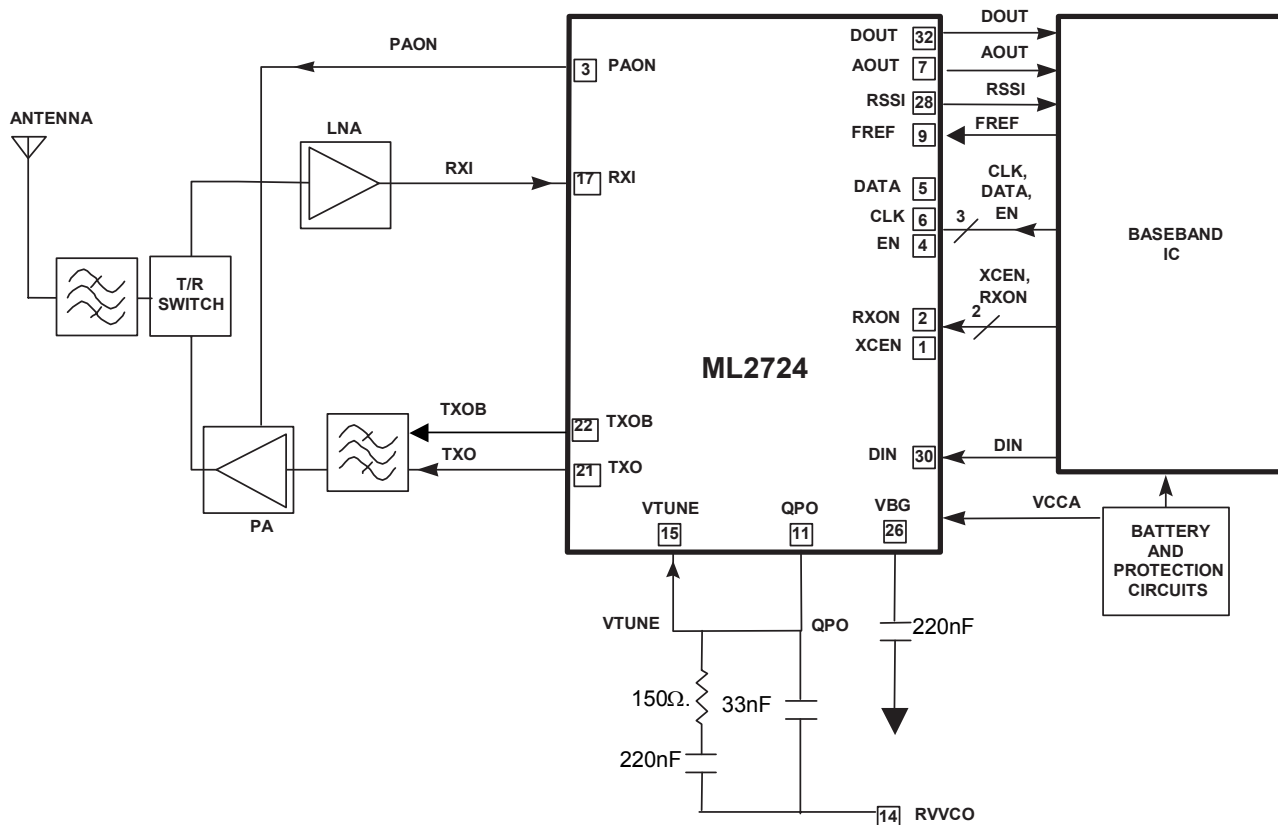 PAON
3 PAON
ANTENNA
LNA
RXI
17 RXI
T/R
SWITCH
TXOB
22 TXOB
TXO
21 TXO
PA
ML2724
DOUT 32
AOUT 7
RSSI 28
FREF 9
DATA 5
CLK 6
EN 4
RXON 2
XCEN 1
DIN 30
VTUNE
15
QPO
11
VBG
26
DOUT
AOUT
RSSI
FREF
CLK,
DATA,
EN
3
XCEN,
RXON
2
DIN
VCCA
BASEBAND
IC
BATTERY
AND
PROTECTION
CIRCUITS
VTUNE
QPO
220nF
150Ω.
33nF
220nF
14 RVVCO